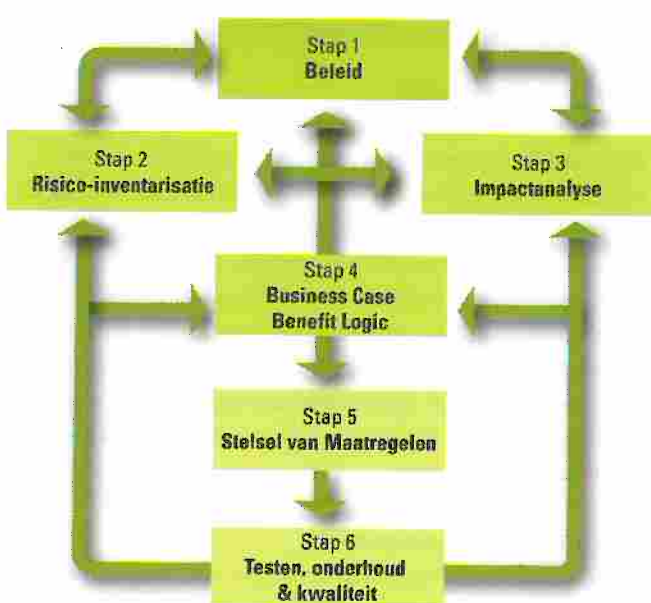 Stap 1
Beleid
Stap 2
Risico-inventarisatie
Stap 3
Impactanalyse
Stap 4
Business Case
Benefit Logic
Stap 5
Stelsel van Maatregelen
Stap 6
Testen, onderhoud
& kwaliteit